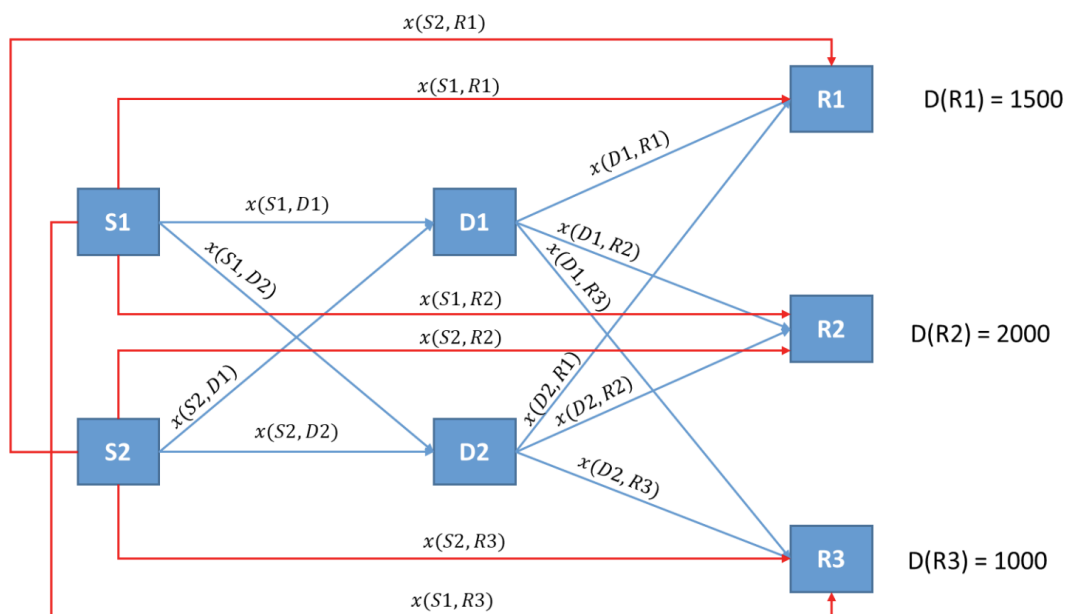 x(S2, R1)
x(S1, R1)
R1
D(R1) = 1500
x(D1, R1)
S1
x(S1, D1)
D1
x(S1, D2)
x(D1, R2)
x(D1, R3)
x(S1, R2)
R2
D(R2) = 2000
x(S2, R2)
x(S2, D1)
x(D2, R1)
x(D2, R2)
S2
x(S2, D2)
D2
x(D2, R3)
x(S2, R3)
R3
D(R3) = 1000
x(S1, R3)